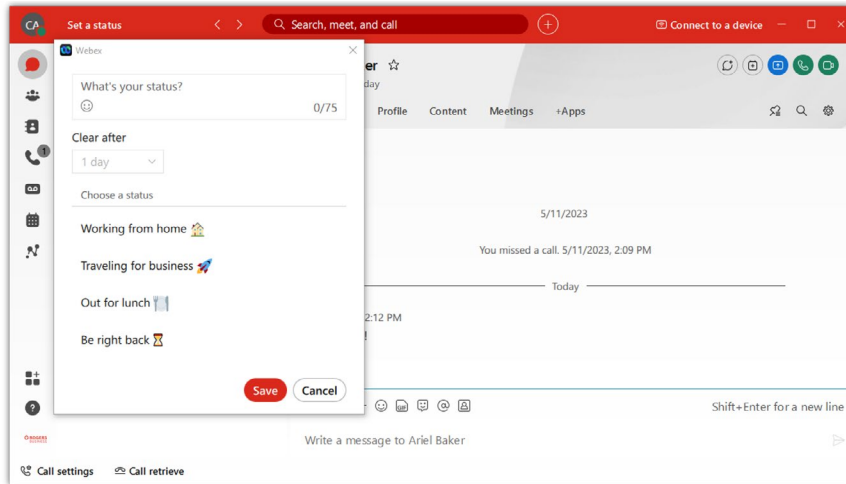 CA
Set a status
Search, meet, and call
Connect to a device
Webex
What's your status?
0/75
Clear after
1 day
Choose a status
Working from home
Traveling for business
Out for lunch
Be right back
Save
Cancel
er
day
Profile
Content
Meetings
+Apps
1
5/11/2023
You missed a call. 5/11/2023, 2:09 PM
Today
2:12 PM
!
GIF
Shift+Enter for a new line
Write a message to Ariel Baker
ROGERS
Call settings
Call retrieve